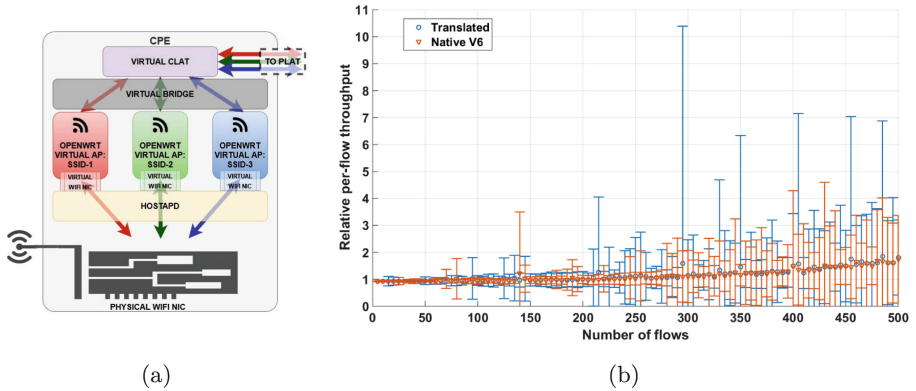 CPE
VIRTUAL CLAT
TO PLAT
VIRTUAL BRIDGE
OPENWRT
VIRTUAL AP:
SSID-1
OPENWRT
VIRTUAL AP:
SSID-2
OPENWRT
VIRTUAL AP:
SSID-3
VIRTUAL
WIFI NIC
VIRTUAL
WIFI NIC
VIRTUAL
WIFI NIC
HOSTAPD
PHYSICAL WIFI NIC
(a)
11
10
9
8
7
6
5
4
3
2
1
0
Relative per-flow throughput
Translated
Native V6
0 50 100 150 200 250 300 350 400 450 500
Number of flows
(b)